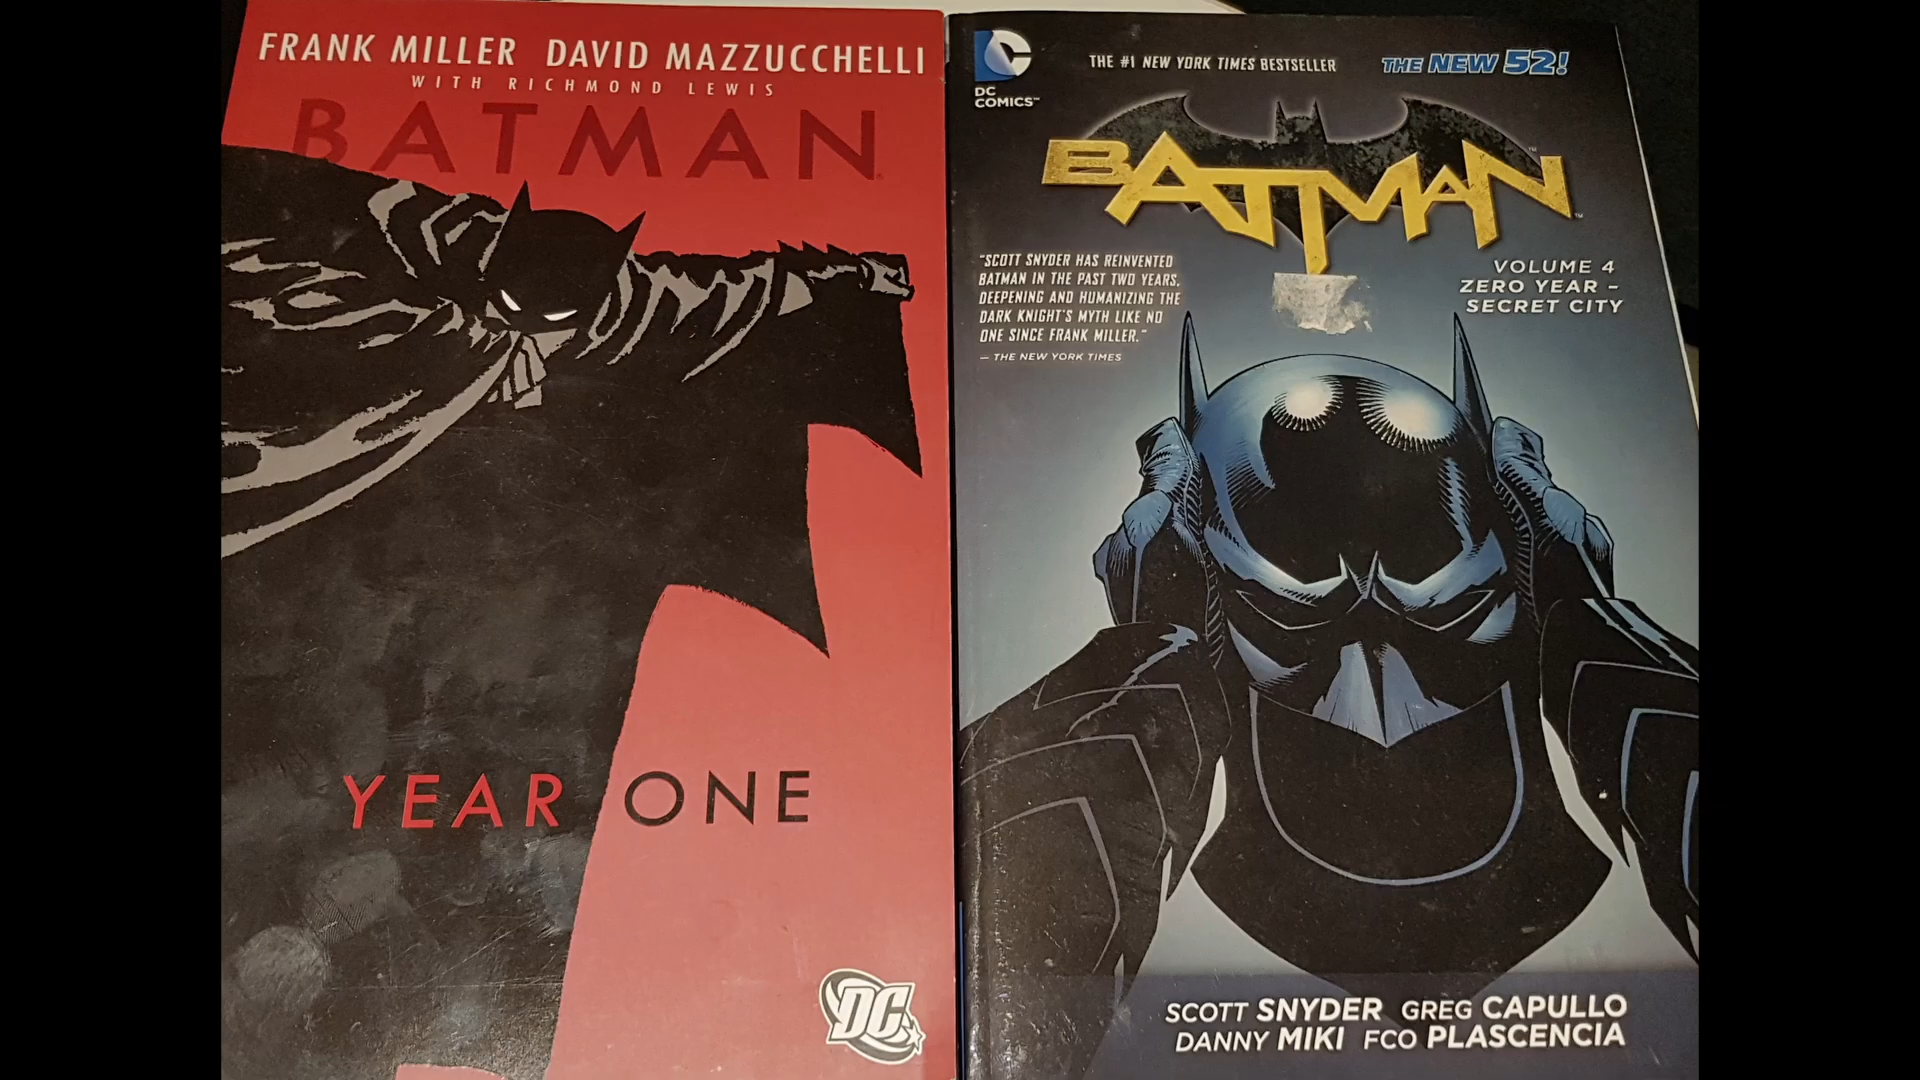 FRANK MILLER DAVID MAZZUCCHELLI
WITH RICHMOND LEWIS
BATMAN
YEAR ONE
DC
DC
COMICS™
THE #1 NEW YORK TIMES BESTSELLER
THE NEW 52!
BATMAN™
"SCOTT SNYDER HAS REINVENTED
BATMAN IN THE PAST TWO YEARS,
DEEPENING AND HUMANIZING THE
DARK KNIGHT'S MYTH LIKE NO
ONE SINCE FRANK MILLER."
— THE NEW YORK TIMES
VOLUME 4
ZERO YEAR –
SECRET CITY
SCOTT SNYDER GREG CAPULLO
DANNY MIKI FCO PLASCENCIA